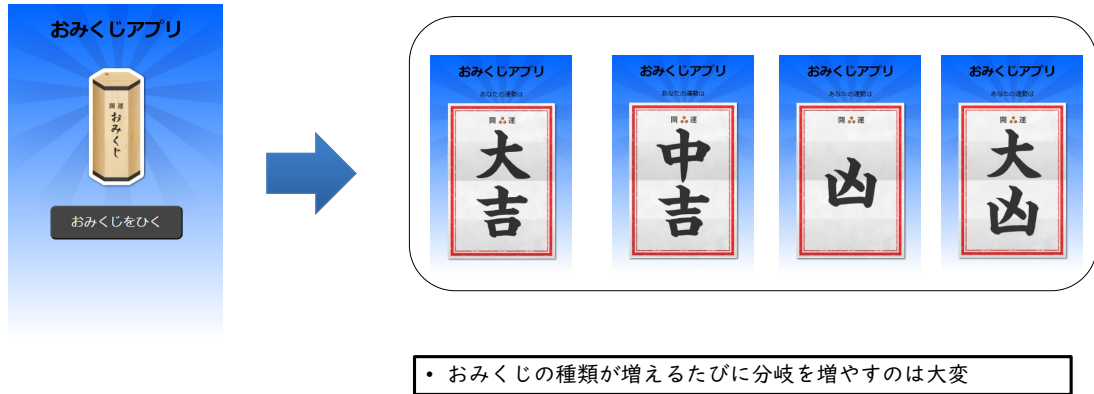 おみくじアプリ
開運
おみくじ
おみくじをひく
おみくじアプリ
あなたの運勢は
開運
大吉
おみくじアプリ
あなたの運勢は
開運
中吉
おみくじアプリ
あなたの運勢は
開運
凶
おみくじアプリ
あなたの運勢は
開運
大凶
• おみくじの種類が増えるたびに分岐を増やすのは大変